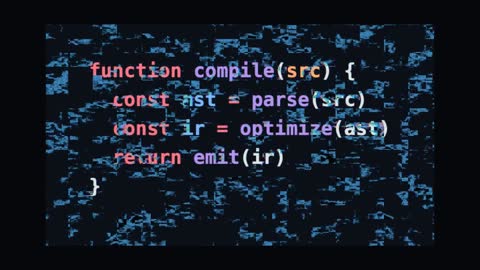 function compile(src) {
  const ast = parse(src)
  const ir = optimize(ast)
  return emit(ir)
}